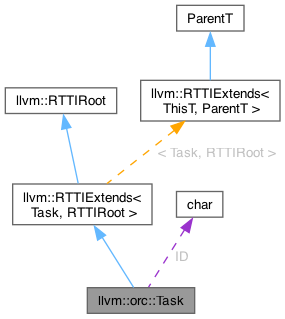 ParentT
llvm::RTTIRoot
llvm::RTTIExtends<
ThisT, ParentT >
< Task, RTTIRoot >
llvm::RTTIExtends<
Task, RTTIRoot >
char
ID
llvm::orc::Task